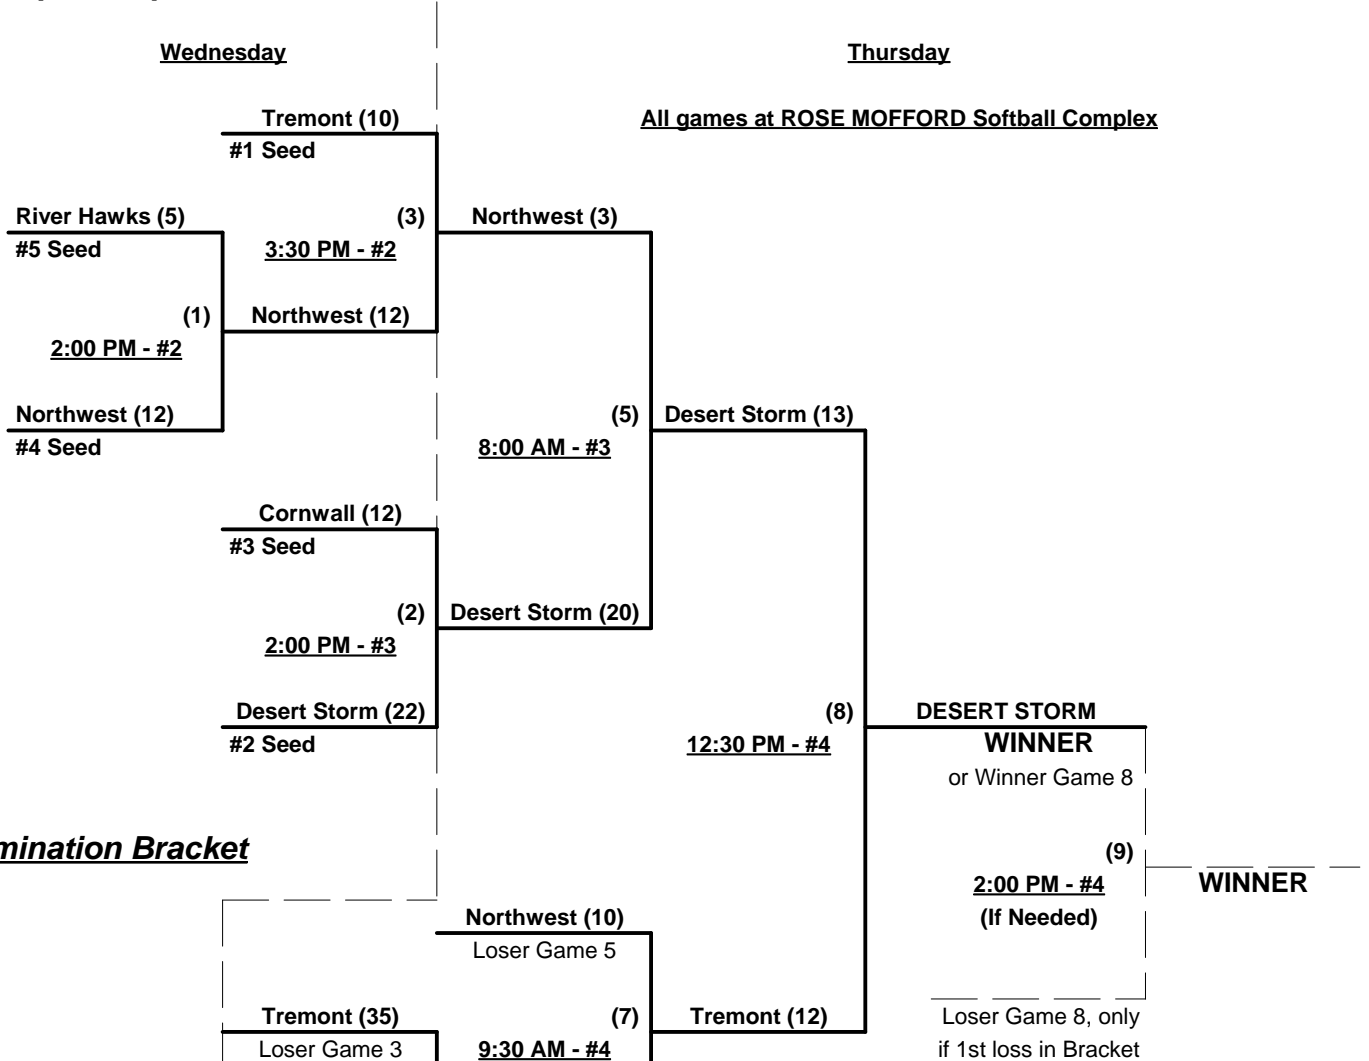 Wednesday
Thursday
Tremont (10)
All games at ROSE MOFFORD Softball Complex
#1 Seed
River Hawks (5)
(3)
Northwest (3)
#5 Seed
3:30 PM - #2
(1)
Northwest (12)
2:00 PM - #2
Northwest (12)
(5)
Desert Storm (13)
#4 Seed
8:00 AM - #3
Cornwall (12)
#3 Seed
(2)
Desert Storm (20)
2:00 PM - #3
Desert Storm (22)
(8)
DESERT STORM
#2 Seed
12:30 PM - #4
WINNER
or Winner Game 8
mination Bracket
(9)
2:00 PM - #4
WINNER
(If Needed)
Northwest (10)
Loser Game 5
Tremont (35)
(7)
Tremont (12)
Loser Game 8, only
Loser Game 3
9:30 AM - #4
if 1st loss in Bracket